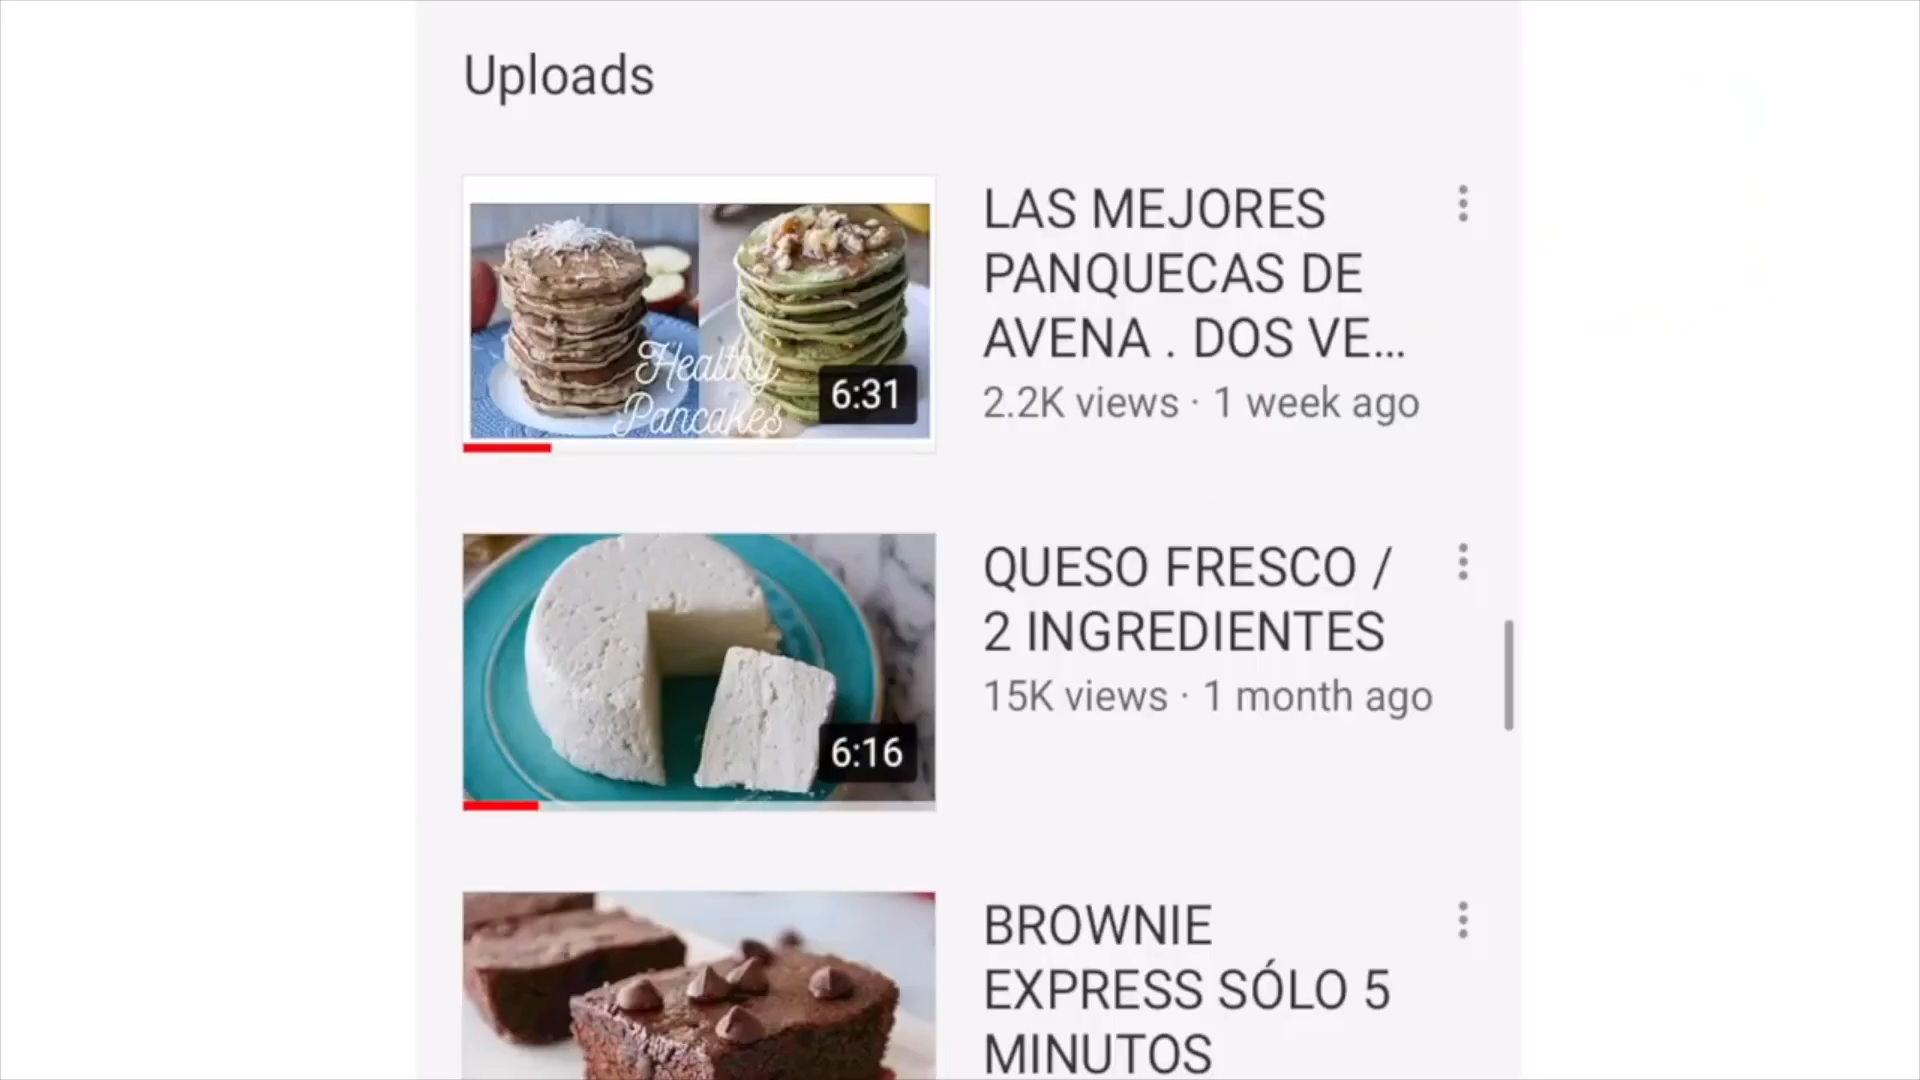 Uploads
Healthy
Pancakes
6:31
LAS MEJORES
PANQUECAS DE
AVENA . DOS VE...
2.2K views · 1 week ago
6:16
QUESO FRESCO /
2 INGREDIENTES
15K views · 1 month ago
BROWNIE
EXPRESS SÓLO 5
MINUTOS